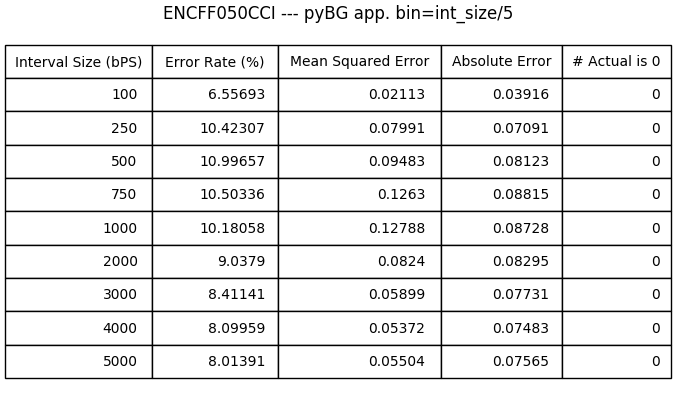 ENCFF050CCI --- pyBG app. bin=int_size/5
Interval Size (bPS) Error Rate (%) Mean Squared Error Absolute Error # Actual is 0
100 6.55693 0.02113 0.03916 0
250 10.42307 0.07991 0.07091 0
500 10.99657 0.09483 0.08123 0
750 10.50336 0.1263 0.08815 0
1000 10.18058 0.12788 0.08728 0
2000 9.0379 0.0824 0.08295 0
3000 8.41141 0.05899 0.07731 0
4000 8.09959 0.05372 0.07483 0
5000 8.01391 0.05504 0.07565 0